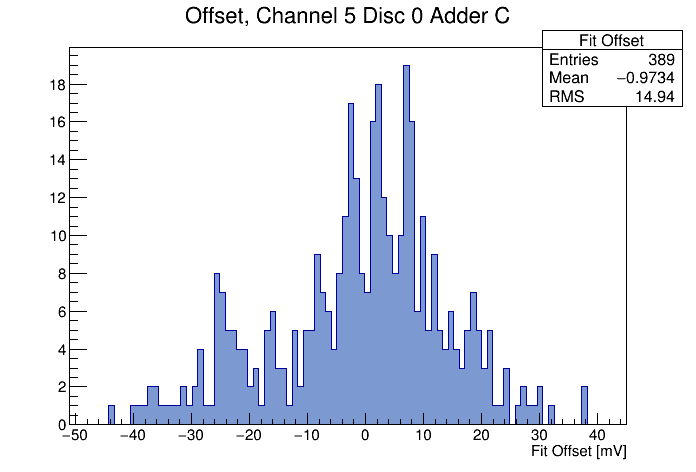 Offset, Channel 5 Disc 0 Adder C
Fit Offset
Entries 389
Mean −0.9734
RMS 14.94
18
16
14
12
10
8
6
4
2
0
−50 −40 −30 −20 −10 0 10 20 30 40
Fit Offset [mV]